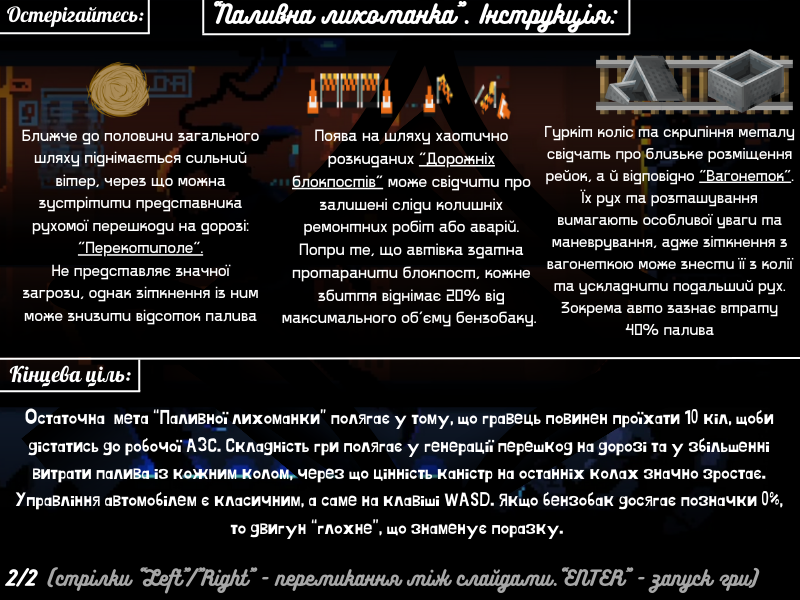 Остерігайтесь:
"Паливна лихоманка". Інструкція:
Ближче до половини загального
шляху піднімається сильний
вітер, через що можна
зустрітити представника
рухомої перешкоди на дорозі:
"Перекотиполе".
Не представляє значної
загрози, однак зіткнення із ним
може знизити відсоток палива
Поява на шляху хаотично
розкиданих "Дорожніх
блокпостів" може свідчити про
залишені сліди колишніх
ремонтних робіт або аварій.
Попри те, що автівка здатна
протаранити блокпост, кожне
збиття віднімає 20% від
максимального об'єму бензобаку.
Гуркіт коліс та скрипіння металу
свідчать про близьке розміщення
рейок, а й відповідно "Вагонеток".
Їх рух та розташування
вимагають особливої уваги та
маневрування, адже зіткнення з
вагонеткою може знести її з колії
та ускладнити подальший рух.
Зокрема авто зазнає втрату
40% палива
Кінцева ціль:
Остаточна мета "Паливної лихоманки" полягає у тому, що гравець повинен проїхати 10 кіл, щоби
дістатись до робочої АЗС. Складність гри полягає у генерації перешкод на дорозі та у збільшенні
витрати палива із кожним колом, через що цінність каністр на останніх колах значно зростає.
Управління автомобілем є класичним, а саме на клавіші WASD. Якщо бензобак досягає позначки 0%,
то двигун "глохне", що знаменує поразку.
2/2 (стрілки "Left"/"Right" - перемикання між слайдами. "ENTER" - запуск гри)